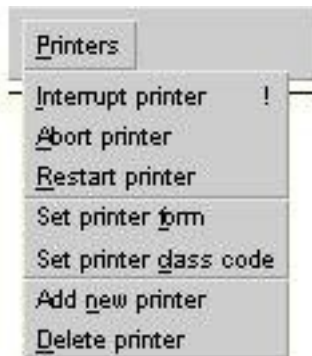 Printers
Interrupt printer !
Abort printer
Restart printer
Set printer form
Set printer class code
Add new printer
Delete printer